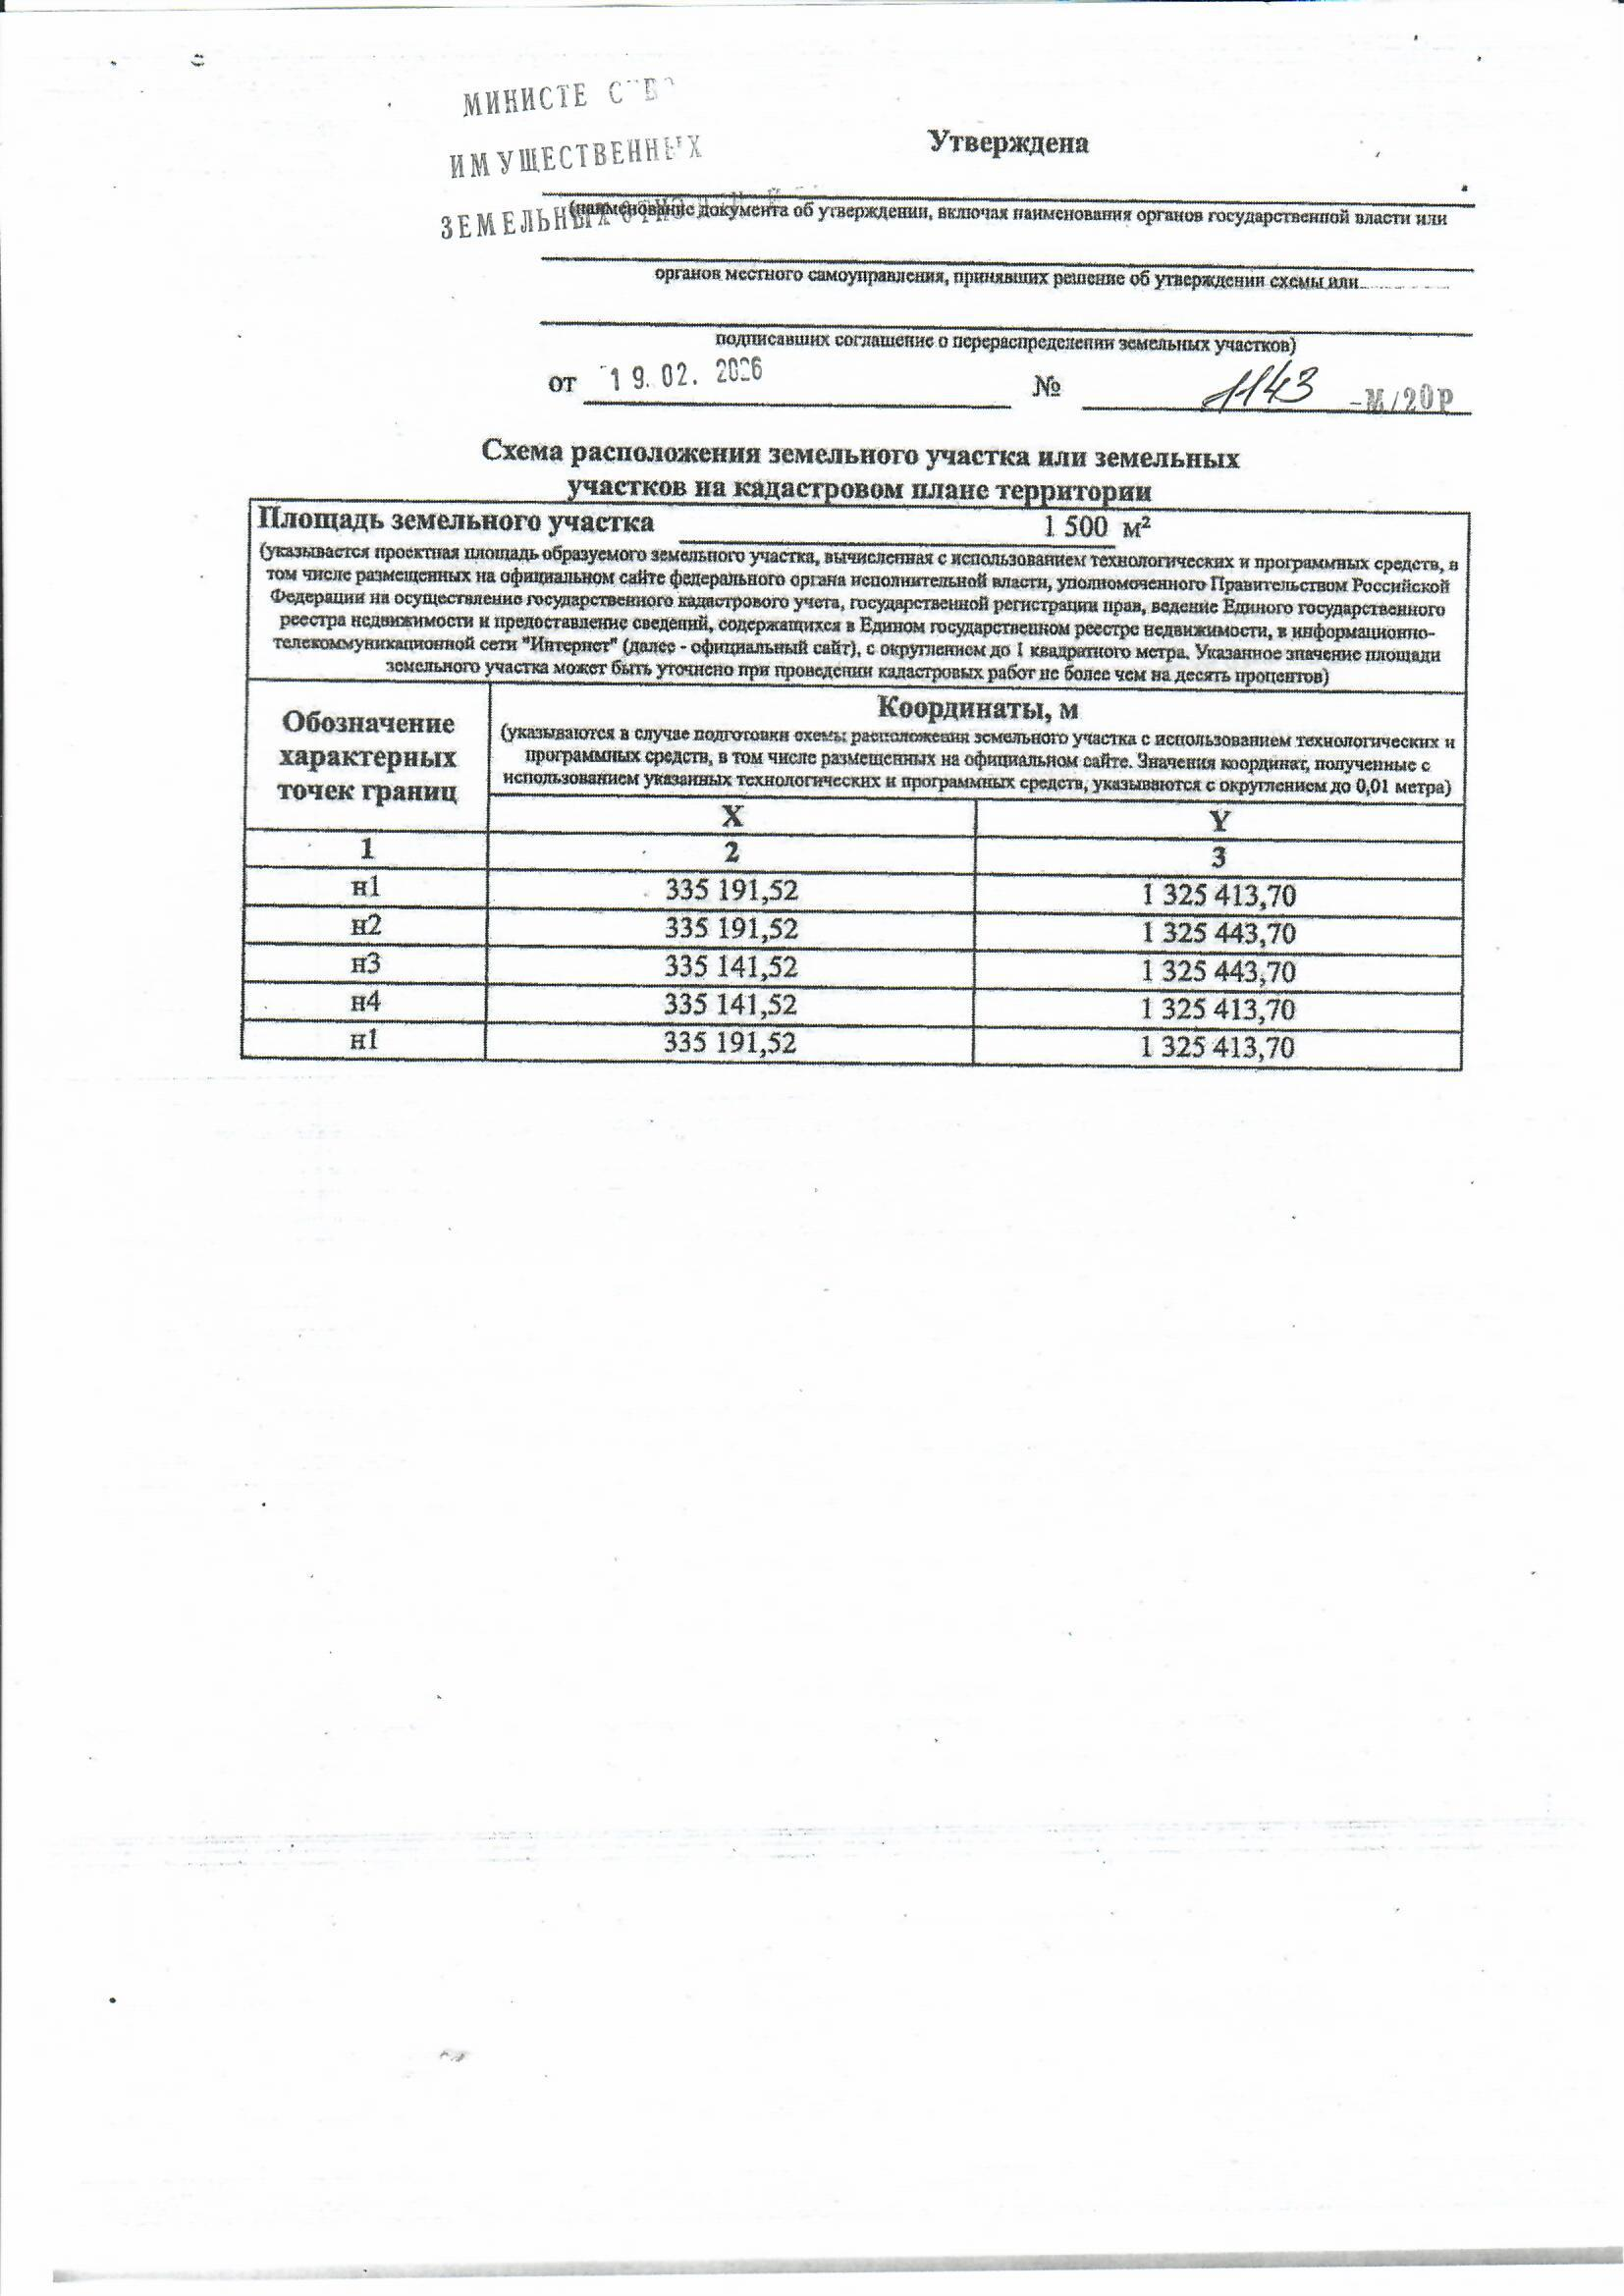 ИМУЩЕСТВЕННЫХ
Утверждена
ЗЕМЕЛЬНЫХ
(наименование документа об утверждении, включая наименования органов государственной власти или
органов местного самоуправления, принявших решение об утверждении схемы или
подписавших соглашение о перераспределении земельных участков)
от 19.02.2026 № 1143 -М/20Р
Схема расположения земельного участка или земельных
участков на кадастровом плане территории
Площадь земельного участка 1 500 м²
(указывается проектная площадь образуемого земельного участка, вычисленная с использованием технологических и программных средств, в
том числе размещенных на официальном сайте федерального органа исполнительной власти, уполномоченного Правительством Российской
Федерации на осуществление государственного кадастрового учета, государственной регистрации прав, ведение Единого государственного
реестра недвижимости и предоставление сведений, содержащихся в Едином государственном реестре недвижимости, в информационно-
телекоммуникационной сети "Интернет" (далее - официальный сайт), с округлением до 1 квадратного метра. Указанное значение площади
земельного участка может быть уточнено при проведении кадастровых работ не более чем на десять процентов)
Обозначение
характерных
точек границ
Координаты, м
(указываются в случае подготовки схемы расположения земельного участка с использованием технологических и
программных средств, в том числе размещенных на официальном сайте. Значения координат, полученные с
использованием указанных технологических и программных средств, указываются с округлением до 0,01 метра)
X Y
1 2 3
н1 335 191,52 1 325 413,70
н2 335 191,52 1 325 443,70
н3 335 141,52 1 325 443,70
н4 335 141,52 1 325 413,70
н1 335 191,52 1 325 413,70